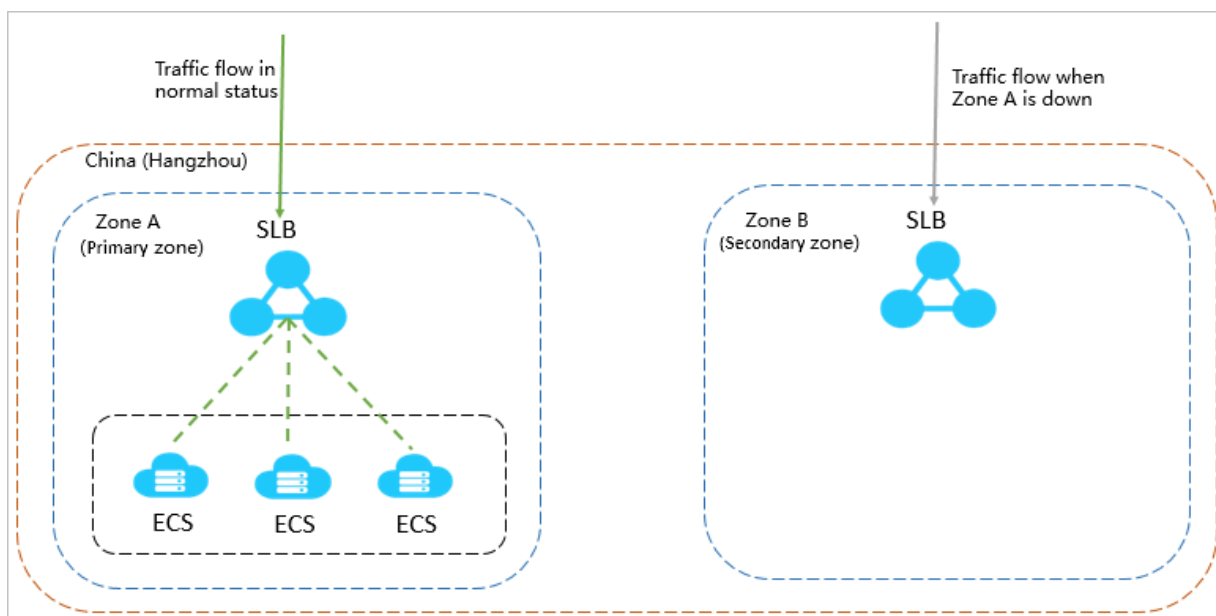 Traffic flow in
normal status
Traffic flow when
Zone A is down
China (Hangzhou)
Zone A
(Primary zone)
SLB
Zone B
(Secondary zone)
SLB
ECS
ECS
ECS